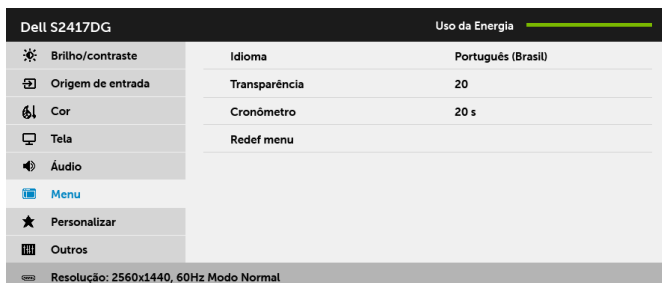 Dell S2417DG Uso da Energia
Brilho/contraste Idioma Português (Brasil)
Origem de entrada Transparência 20
Cor Cronômetro 20 s
Tela Redef menu
Áudio
Menu
Personalizar
Outros
Resolução: 2560x1440, 60Hz Modo Normal